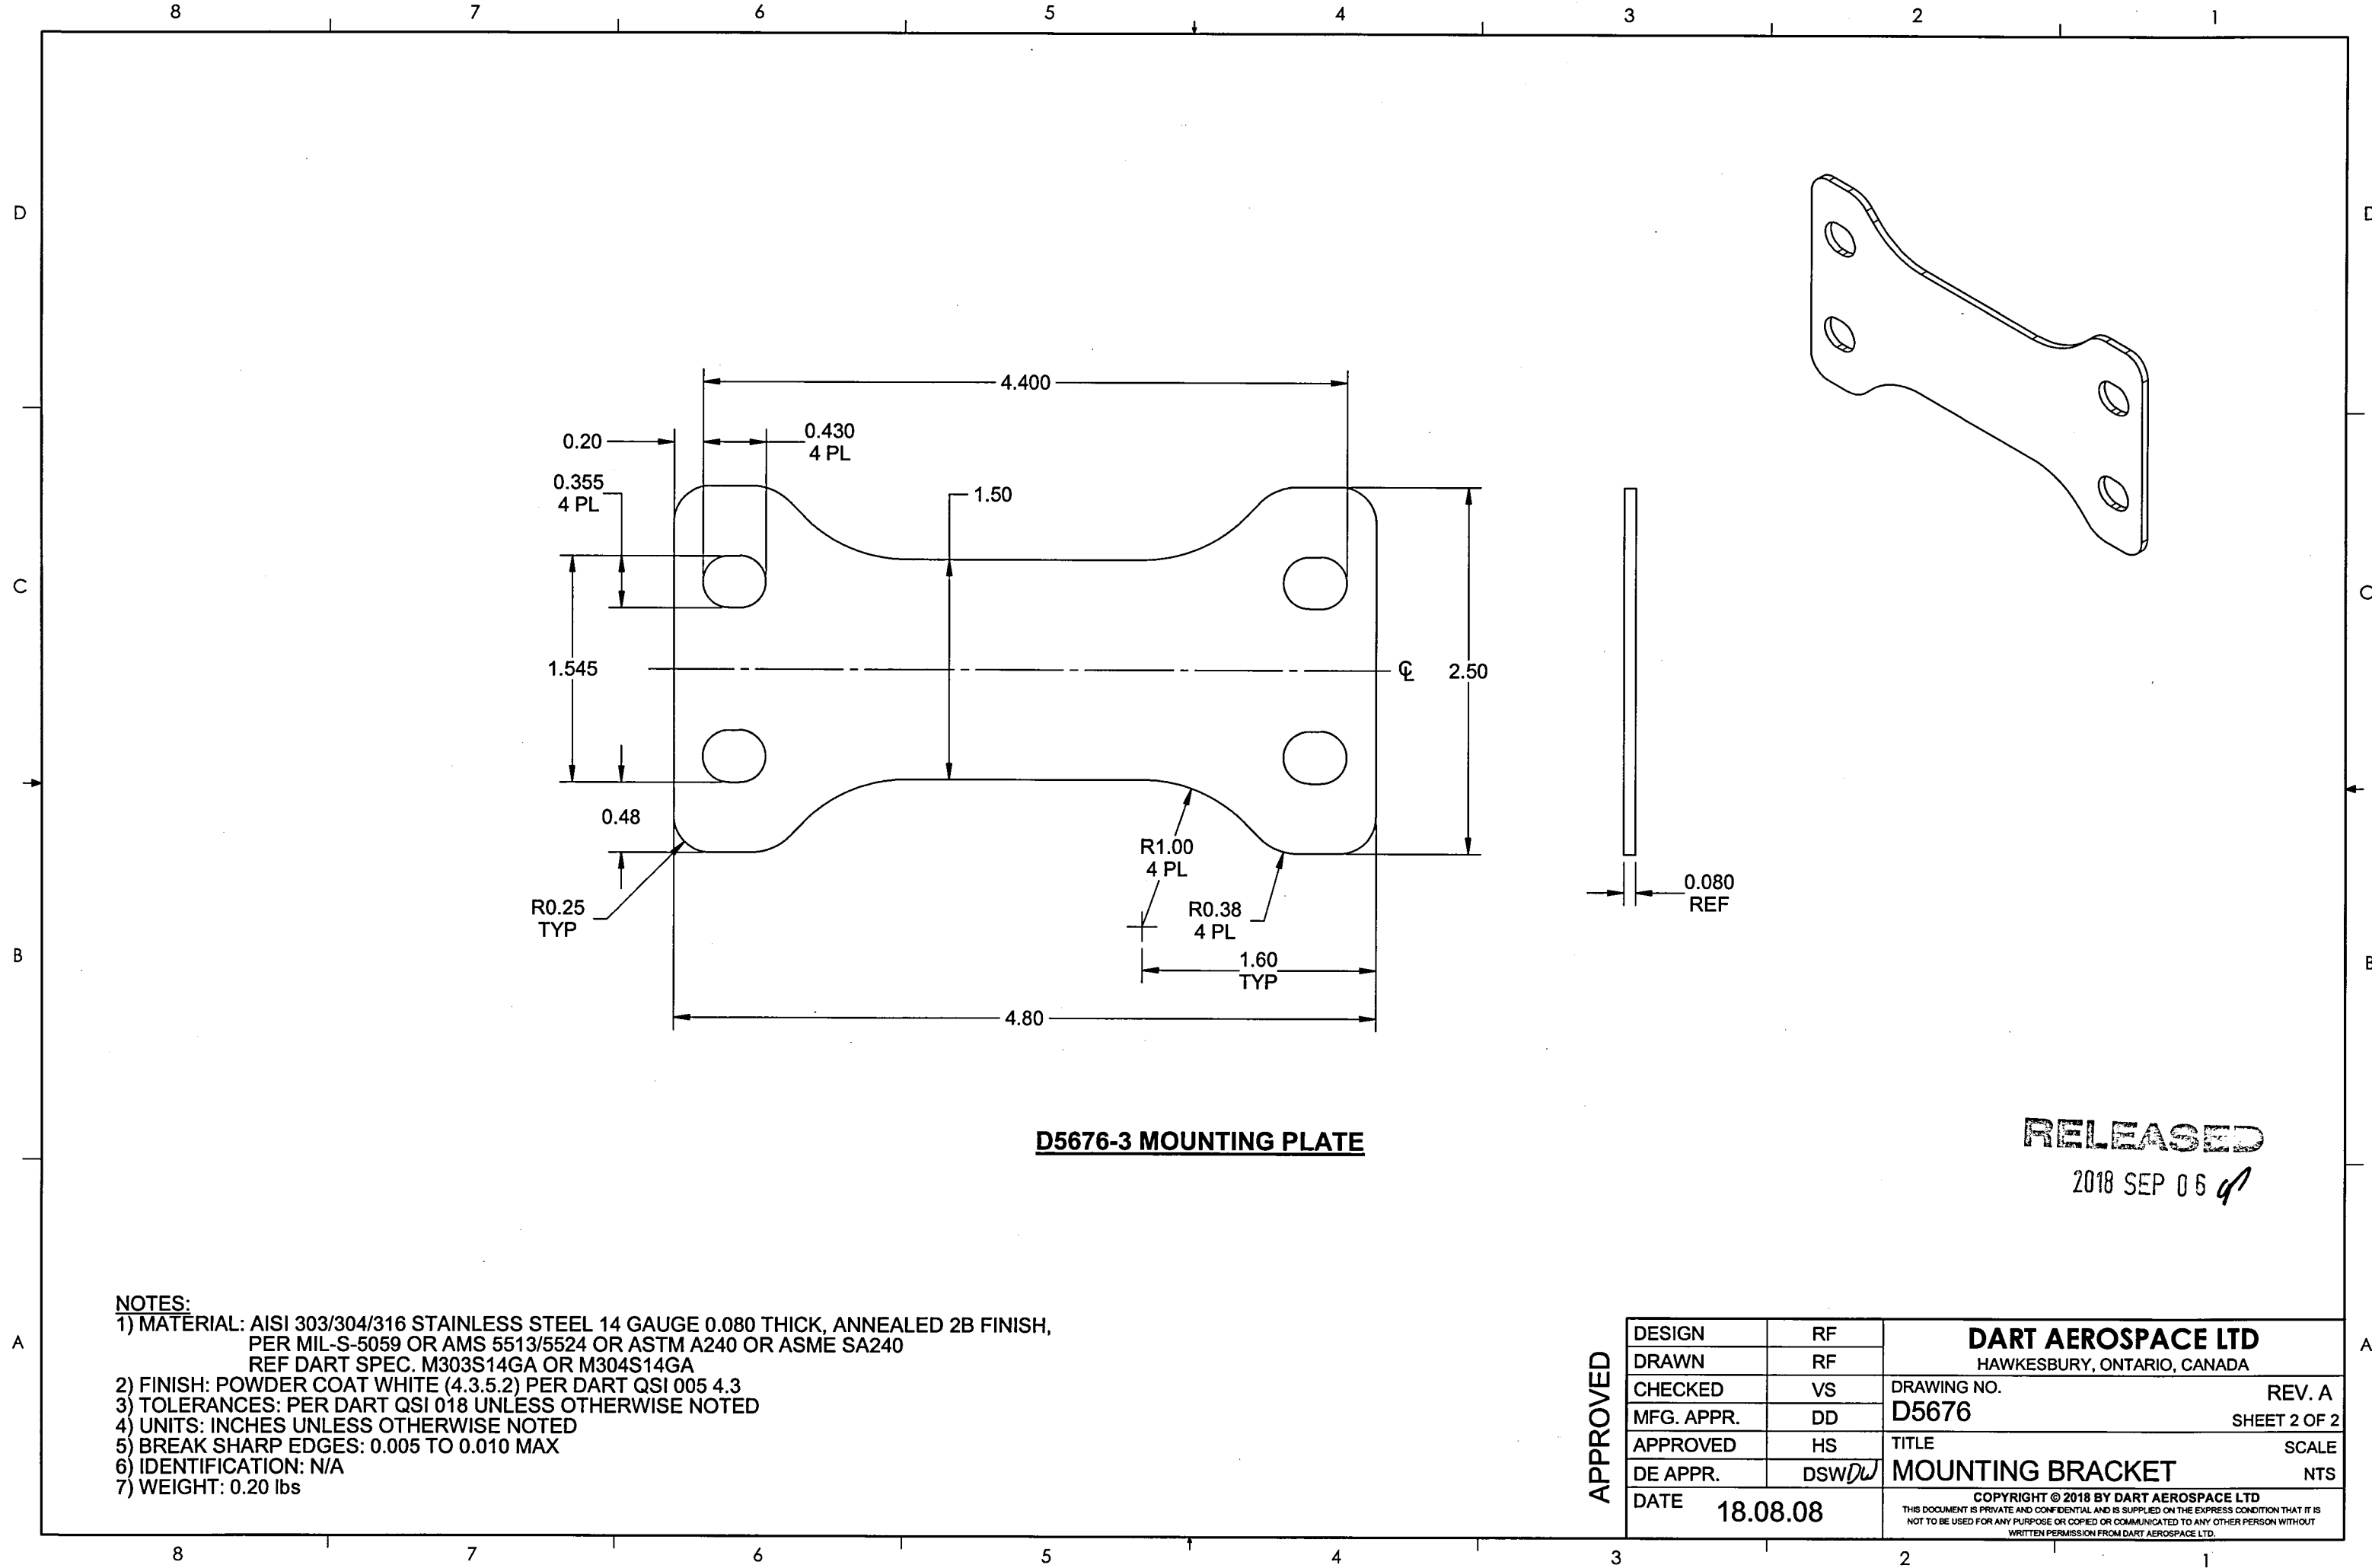 8 7 6 5 4 3 2 1
D D
4.400
0.20
0.430
4 PL
0.355
4 PL
1.50
C C
1.545
℄
2.50
0.48
R1.00
4 PL
0.080
REF
R0.25
TYP
R0.38
4 PL
B B
1.60
TYP
4.80
D5676-3 MOUNTING PLATE
RELEASED
2018 SEP 06
NOTES:
1) MATERIAL: AISI 303/304/316 STAINLESS STEEL 14 GAUGE 0.080 THICK, ANNEALED 2B FINISH,
PER MIL-S-5059 OR AMS 5513/5524 OR ASTM A240 OR ASME SA240
REF DART SPEC. M303S14GA OR M304S14GA
2) FINISH: POWDER COAT WHITE (4.3.5.2) PER DART QSI 005 4.3
3) TOLERANCES: PER DART QSI 018 UNLESS OTHERWISE NOTED
4) UNITS: INCHES UNLESS OTHERWISE NOTED
5) BREAK SHARP EDGES: 0.005 TO 0.010 MAX
6) IDENTIFICATION: N/A
7) WEIGHT: 0.20 lbs
A A
APPROVED
DESIGN RF
DRAWN RF
CHECKED VS
MFG. APPR. DD
APPROVED HS
DE APPR. DSW DW
DATE 18.08.08
DART AEROSPACE LTD
HAWKESBURY, ONTARIO, CANADA
DRAWING NO. REV. A
D5676 SHEET 2 OF 2
TITLE SCALE
MOUNTING BRACKET NTS
COPYRIGHT © 2018 BY DART AEROSPACE LTD
THIS DOCUMENT IS PRIVATE AND CONFIDENTIAL AND IS SUPPLIED ON THE EXPRESS CONDITION THAT IT IS
NOT TO BE USED FOR ANY PURPOSE OR COPIED OR COMMUNICATED TO ANY OTHER PERSON WITHOUT
WRITTEN PERMISSION FROM DART AEROSPACE LTD.
8 7 6 5 4 3 2 1